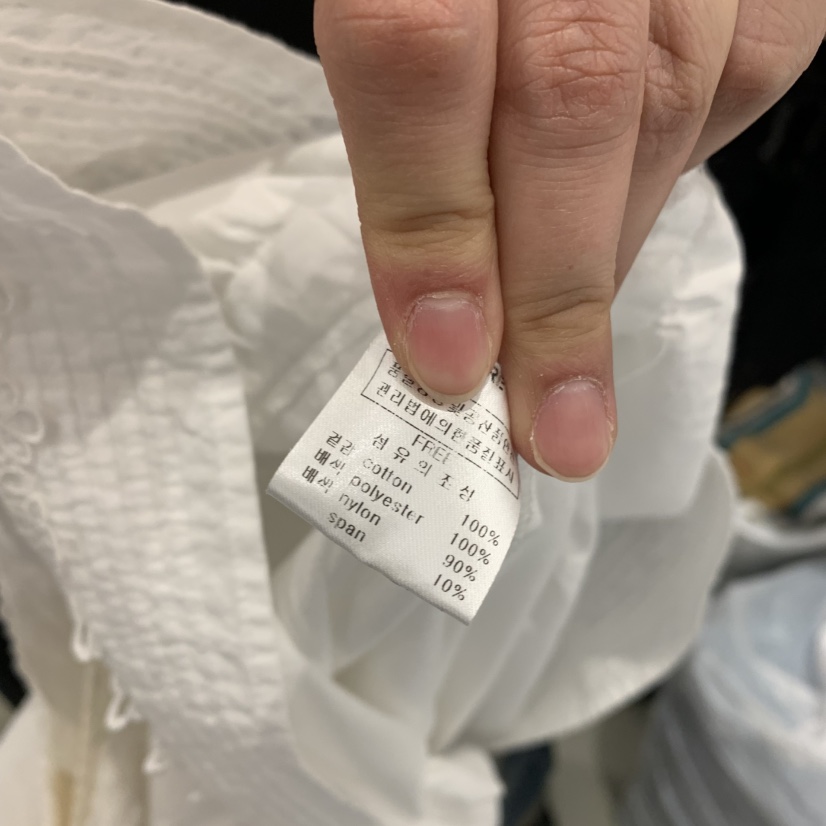 권리법에의한품질표시
FREE
섬유의조성
겉감 cotton 100%
배색 polyester 100%
배색 nylon 90%
span 10%